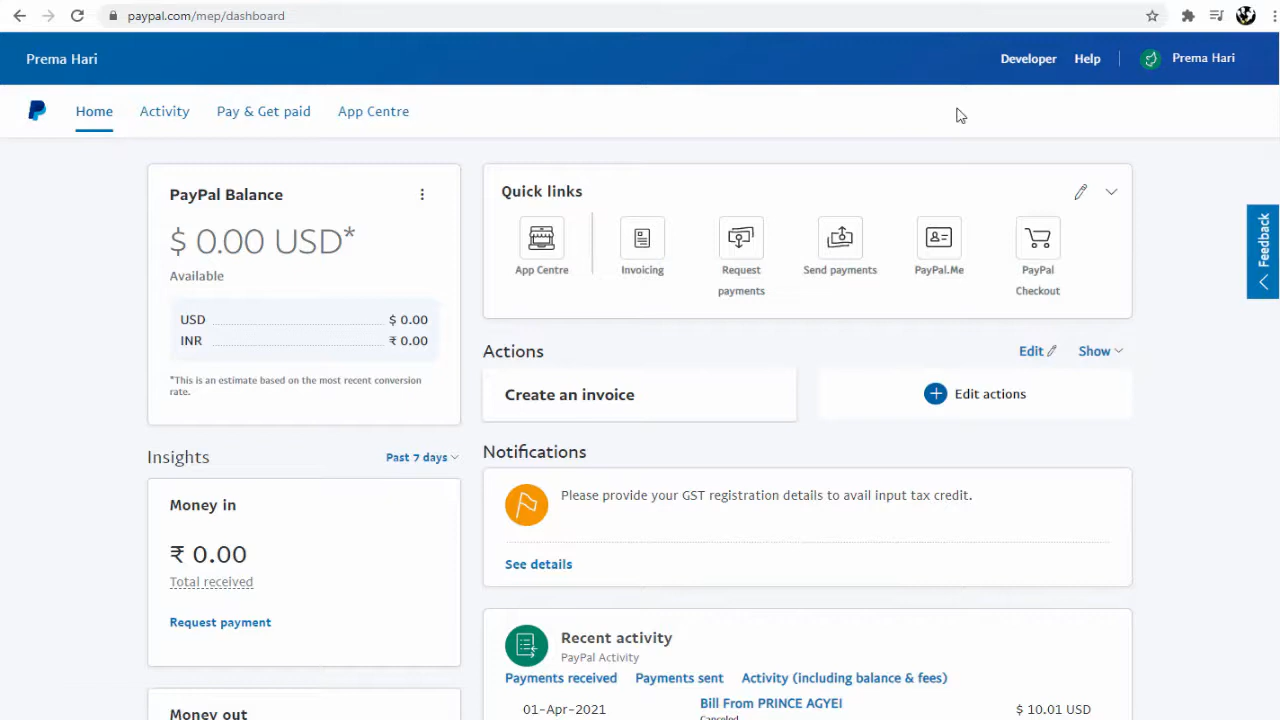 paypal.com/mep/dashboard
Prema Hari
Developer
Help
Prema Hari
Home
Activity
Pay & Get paid
App Centre
PayPal Balance
$ 0.00 USD*
Available
USD $ 0.00
INR ₹ 0.00
*This is an estimate based on the most recent conversion
rate.
Quick links
App Centre
Invoicing
Request
payments
Send payments
PayPal.Me
PayPal
Checkout
Feedback
Actions
Edit
Show
Create an invoice
Edit actions
Insights
Past 7 days
Money in
₹ 0.00
Total received
Request payment
Money out
Notifications
Please provide your GST registration details to avail input tax credit.
See details
Recent activity
PayPal Activity
Payments received
Payments sent
Activity (including balance & fees)
01-Apr-2021
Bill From PRINCE AGYEI
$ 10.01 USD
Canceled